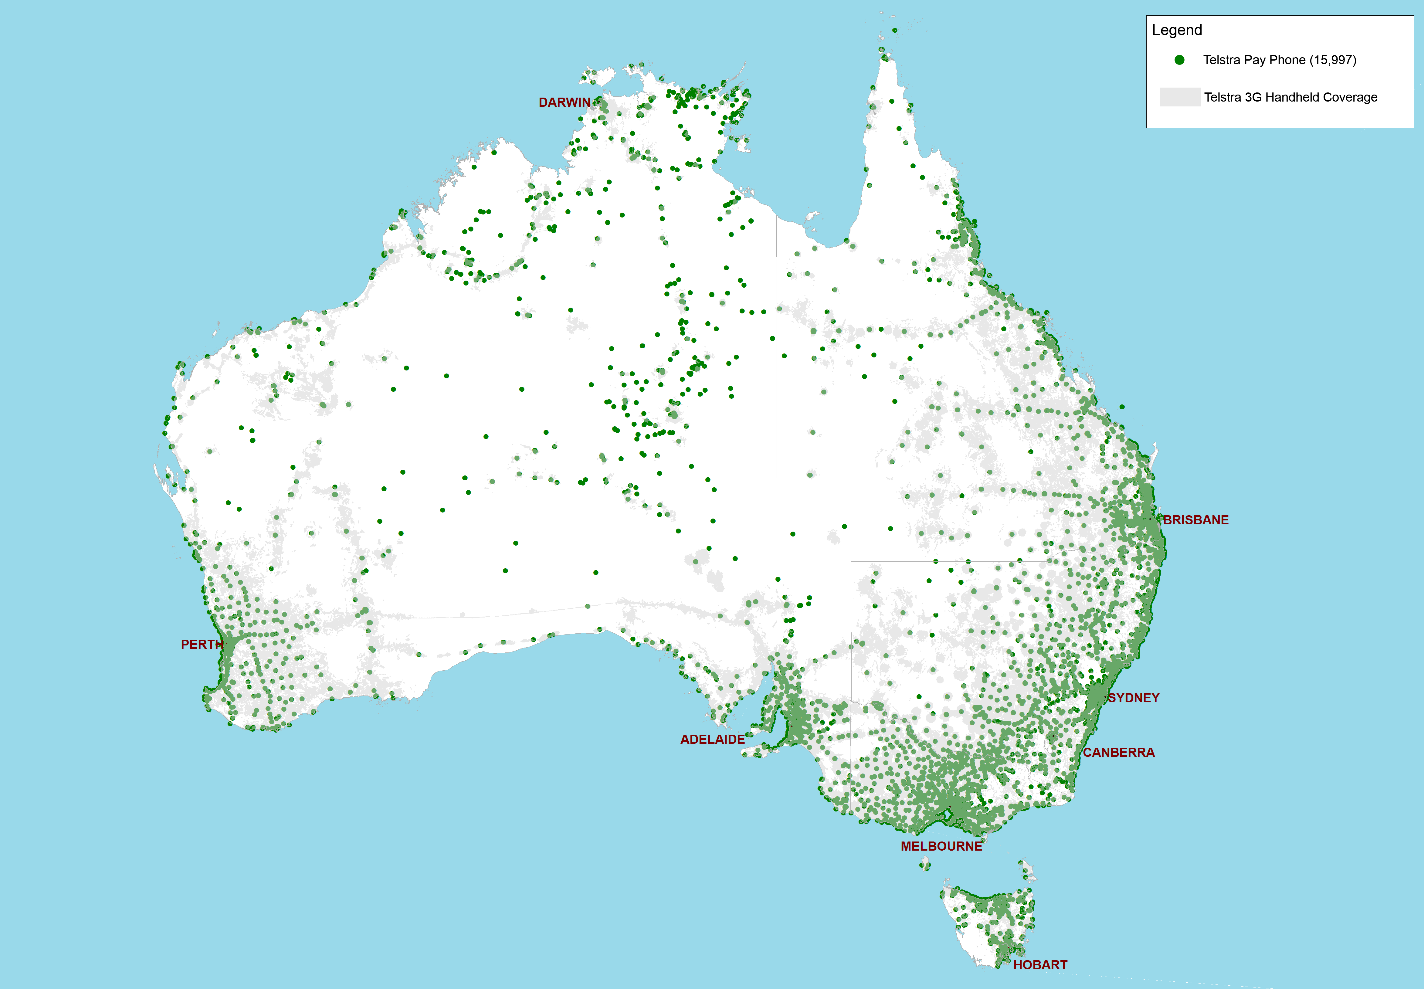 Legend
Telstra Pay Phone (15,997)
Telstra 3G Handheld Coverage
DARWIN
BRISBANE
PERTH
SYDNEY
ADELAIDE
CANBERRA
MELBOURNE
HOBART